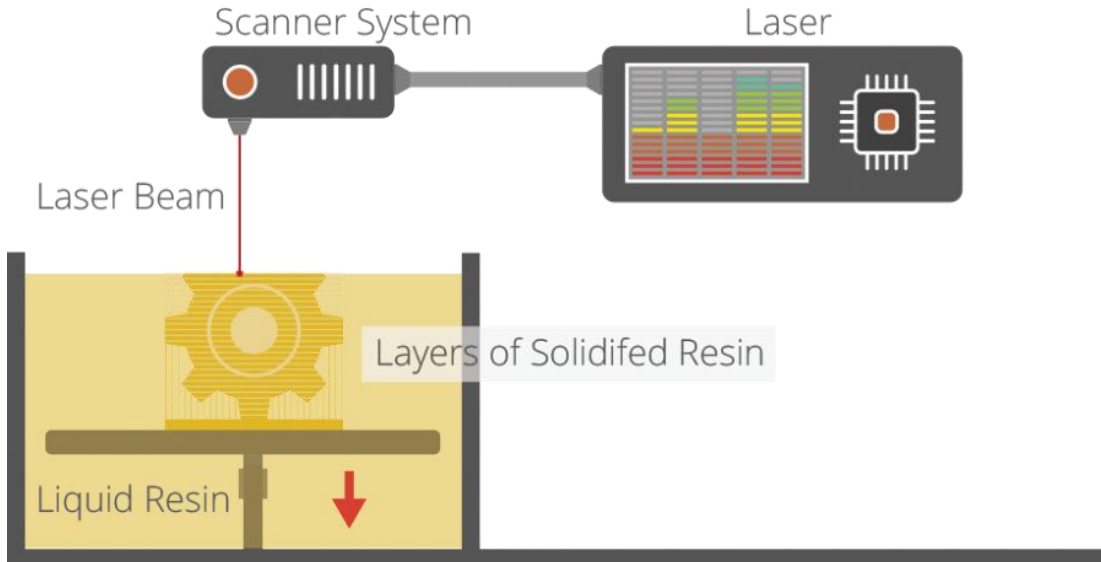 Scanner System
Laser
Laser Beam
Layers of Solidifed Resin
Liquid Resin